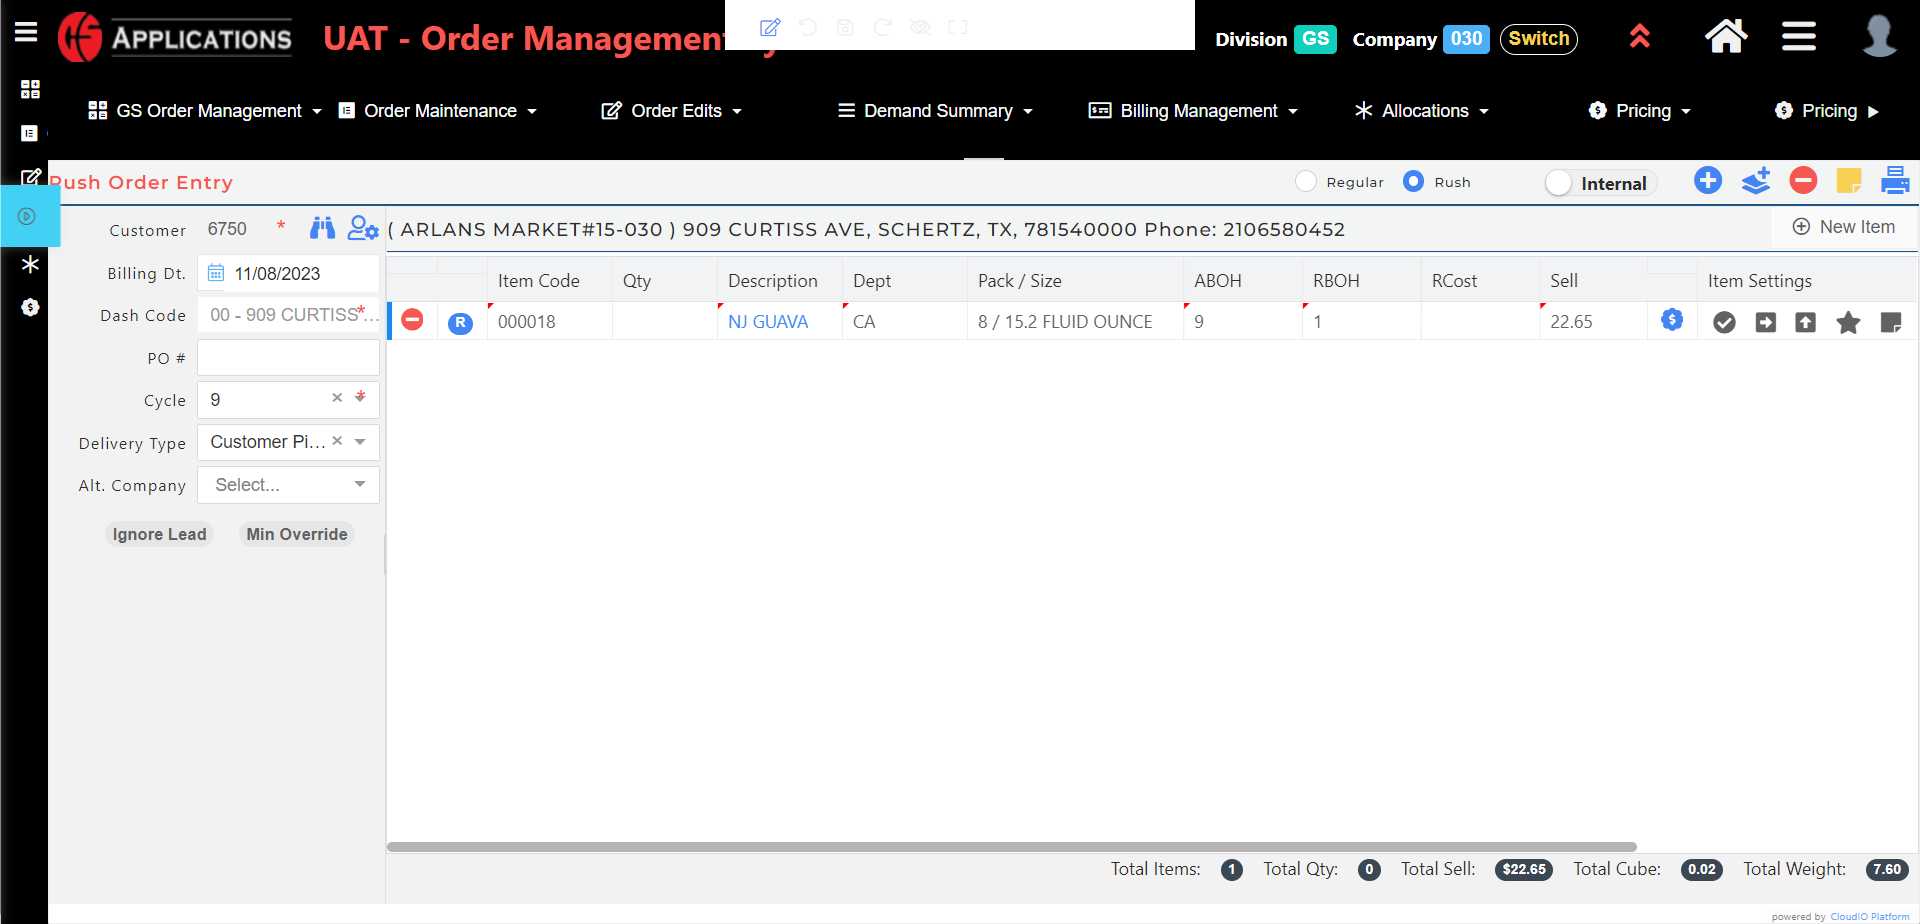 APPLICATIONS
UAT - Order Management
Division GS Company 030 Switch
GS Order Management
Order Maintenance
Order Edits
Demand Summary
Billing Management
Allocations
Pricing
Pricing
Rush Order Entry
Regular
Rush
Internal
Customer 6750 *
( ARLANS MARKET#15-030 ) 909 CURTISS AVE, SCHERTZ, TX, 781540000 Phone: 2106580452
New Item
Billing Dt. 11/08/2023
Dash Code 00 - 909 CURTISS*...
PO #
Cycle 9 *
Delivery Type Customer Pi...
Alt. Company Select...
Ignore Lead
Min Override
Item Code Qty Description Dept Pack / Size ABOH RBOH RCost Sell Item Settings
R 000018 NJ GUAVA CA 8 / 15.2 FLUID OUNCE 9 1 22.65
Total Items: 1 Total Qty: 0 Total Sell: $22.65 Total Cube: 0.02 Total Weight: 7.60
powered by CloudIO Platform